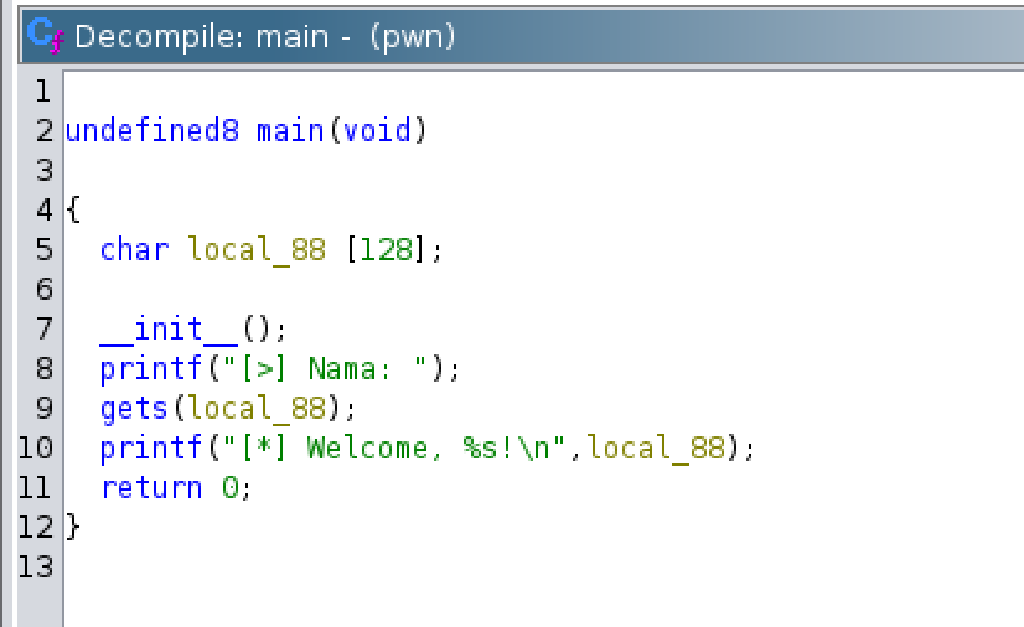 Decompile: main - (pwn)
1
2 undefined8 main(void)
3
4 {
5 char local_88 [128];
6
7 __init__();
8 printf("[>] Nama: ");
9 gets(local_88);
10 printf("[*] Welcome, %s!\n",local_88);
11 return 0;
12 }
13